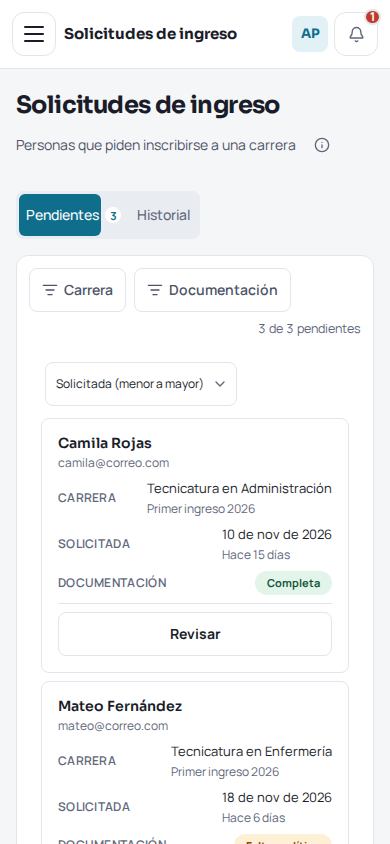 Solicitudes de ingreso
AP
1
Solicitudes de ingreso
Personas que piden inscribirse a una carrera
Pendientes 3 Historial
Carrera Documentación
3 de 3 pendientes
Solicitada (menor a mayor)
Camila Rojas
camila@correo.com
CARRERA Tecnicatura en Administración
Primer ingreso 2026
SOLICITADA 10 de nov de 2026
Hace 15 días
DOCUMENTACIÓN Completa
Revisar
Mateo Fernández
mateo@correo.com
CARRERA Tecnicatura en Enfermería
Primer ingreso 2026
SOLICITADA 18 de nov de 2026
Hace 6 días
DOCUMENTACIÓN